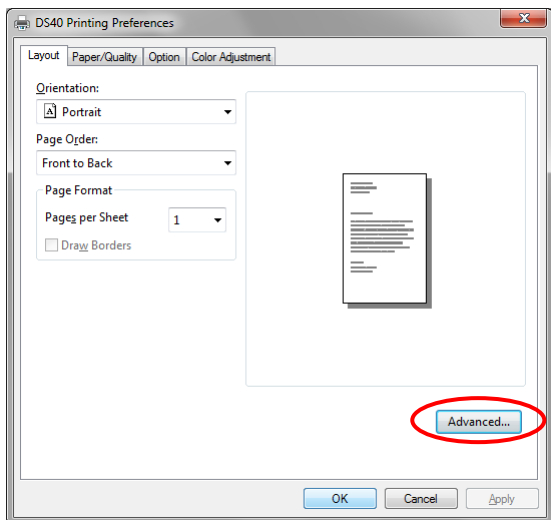 DS40 Printing Preferences
Layout Paper/Quality Option Color Adjustment
Orientation:
A Portrait
Page Order:
Front to Back
Page Format
Pages per Sheet 1
Draw Borders
Advanced...
OK Cancel Apply